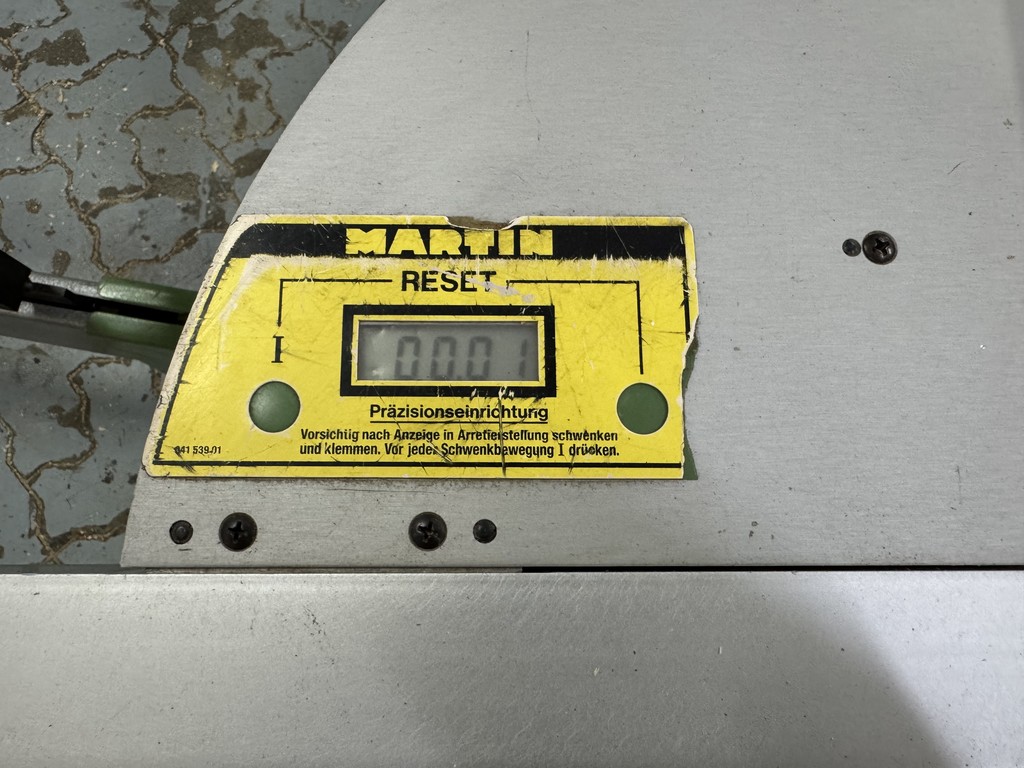 MARTIN
RESET
I
00.01
Präzisionseinrichtung
Vorsichtig nach Anzeige in Arretierstellung schwenken
und klemmen. Vor jeder Schwenkbewegung I drücken.
041 539-01